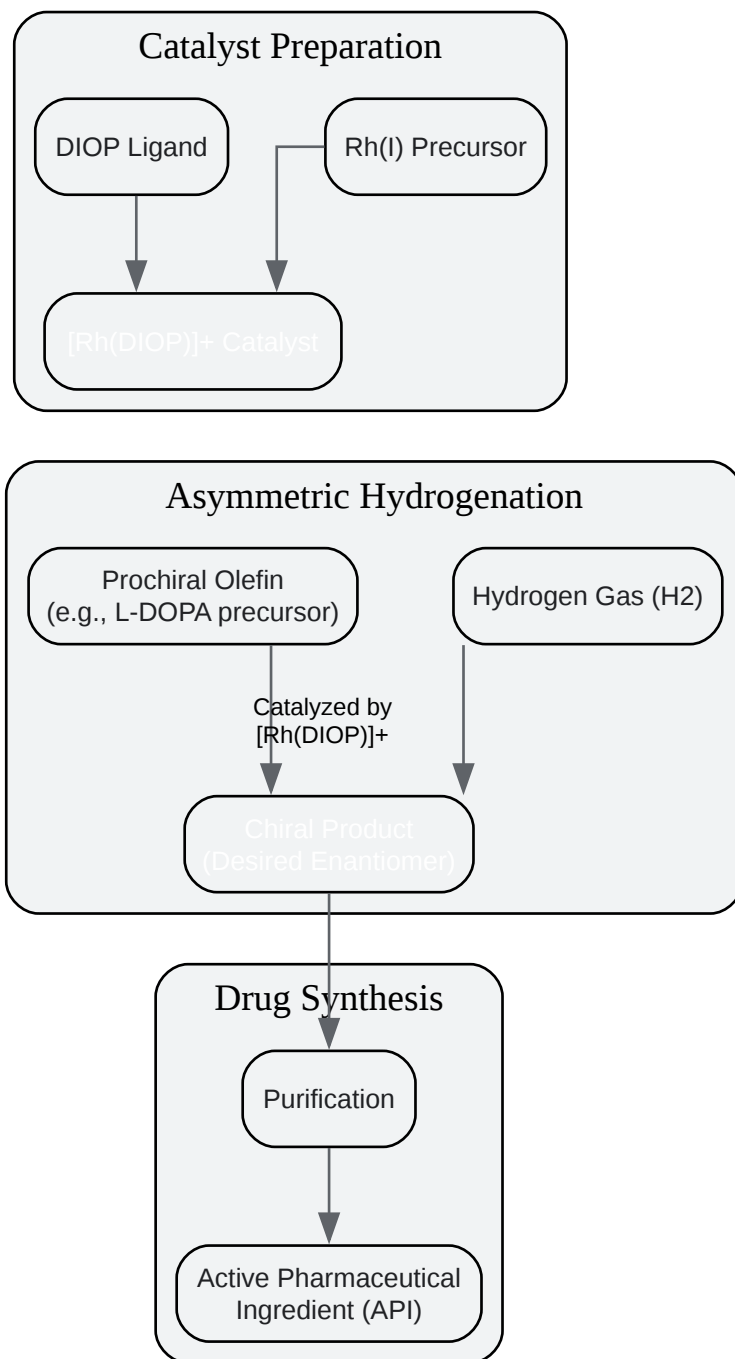 Catalyst Preparation
DIOP Ligand
Rh(I) Precursor
[Rh(DIOP)]+ Catalyst
Asymmetric Hydrogenation
Prochiral Olefin
(e.g., L-DOPA precursor)
Hydrogen Gas (H2)
Catalyzed by
[Rh(DIOP)]+
Chiral Product
(Desired Enantiomer)
Drug Synthesis
Purification
Active Pharmaceutical
Ingredient (API)